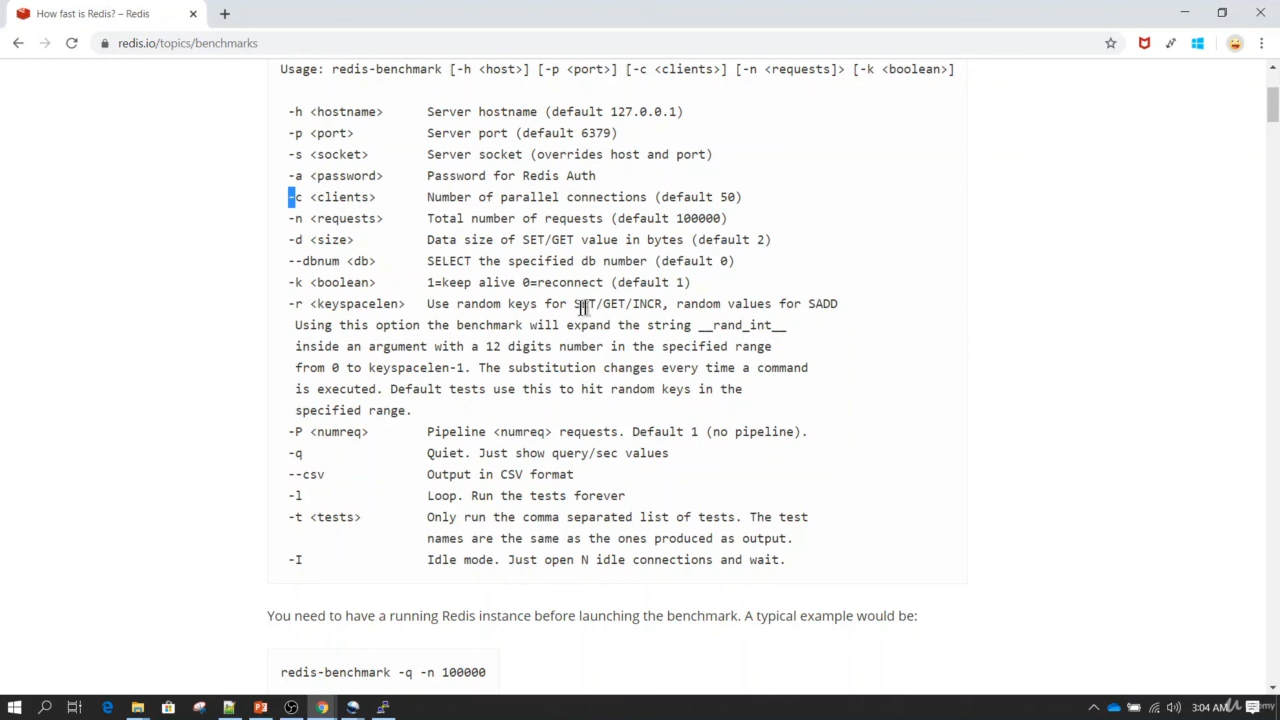 How fast is Redis? – Redis
redis.io/topics/benchmarks
Usage: redis-benchmark [-h <host>] [-p <port>] [-c <clients>] [-n <requests]> [-k <boolean>]
-h <hostname> Server hostname (default 127.0.0.1)
-p <port> Server port (default 6379)
-s <socket> Server socket (overrides host and port)
-a <password> Password for Redis Auth
-c <clients> Number of parallel connections (default 50)
-n <requests> Total number of requests (default 100000)
-d <size> Data size of SET/GET value in bytes (default 2)
--dbnum <db> SELECT the specified db number (default 0)
-k <boolean> 1=keep alive 0=reconnect (default 1)
-r <keyspacelen> Use random keys for SET/GET/INCR, random values for SADD
Using this option the benchmark will expand the string __rand_int__
inside an argument with a 12 digits number in the specified range
from 0 to keyspacelen-1. The substitution changes every time a command
is executed. Default tests use this to hit random keys in the
specified range.
-P <numreq> Pipeline <numreq> requests. Default 1 (no pipeline).
-q Quiet. Just show query/sec values
--csv Output in CSV format
-l Loop. Run the tests forever
-t <tests> Only run the comma separated list of tests. The test
names are the same as the ones produced as output.
-I Idle mode. Just open N idle connections and wait.
You need to have a running Redis instance before launching the benchmark. A typical example would be:
redis-benchmark -q -n 100000
3:04 AM